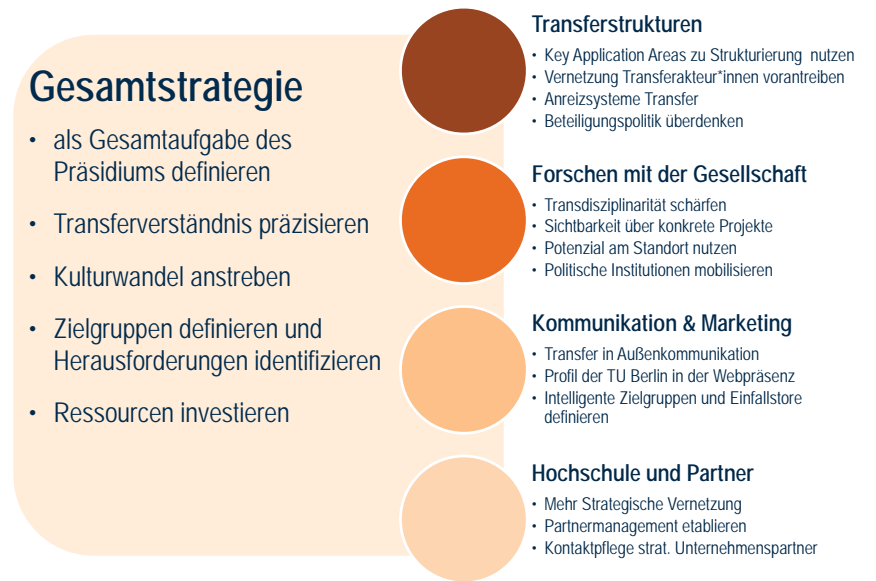 Gesamtstrategie
• als Gesamtaufgabe des
Präsidiums definieren
• Transferverständnis präzisieren
• Kulturwandel anstreben
• Zielgruppen definieren und
Herausforderungen identifizieren
• Ressourcen investieren
Transferstrukturen
• Key Application Areas zu Strukturierung nutzen
• Vernetzung Transferakteur*innen vorantreiben
• Anreizsysteme Transfer
• Beteiligungspolitik überdenken
Forschen mit der Gesellschaft
• Transdisziplinarität schärfen
• Sichtbarkeit über konkrete Projekte
• Potenzial am Standort nutzen
• Politische Institutionen mobilisieren
Kommunikation & Marketing
• Transfer in Außenkommunikation
• Profil der TU Berlin in der Webpräsenz
• Intelligente Zielgruppen und Einfallstore
definieren
Hochschule und Partner
• Mehr Strategische Vernetzung
• Partnermanagement etablieren
• Kontaktpflege strat. Unternehmenspartner